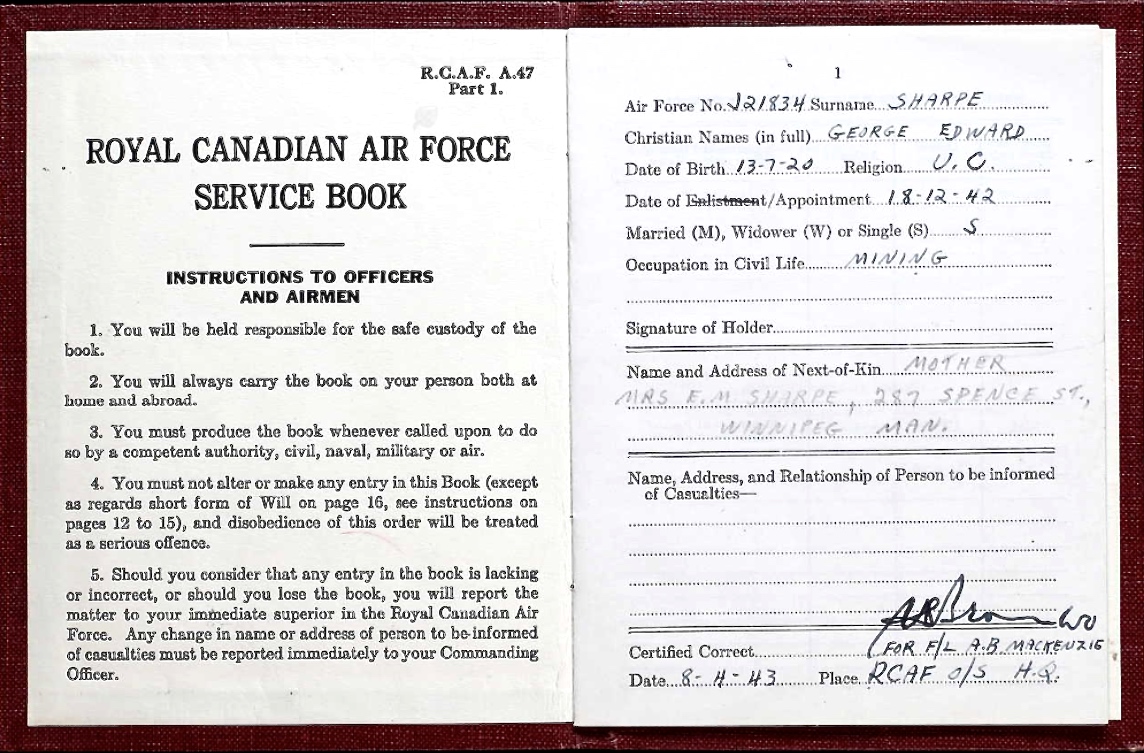 R.C.A.F. A.47
Part 1.
ROYAL CANADIAN AIR FORCE
SERVICE BOOK
INSTRUCTIONS TO OFFICERS
AND AIRMEN
1. You will be held responsible for the safe custody of the
book.
2. You will always carry the book on your person both at
home and abroad.
3. You must produce the book whenever called upon to do
so by a competent authority, civil, naval, military or air.
4. You must not alter or make any entry in this Book (except
as regards short form of Will on page 16, see instructions on
pages 12 to 15), and disobedience of this order will be treated
as a serious offence.
5. Should you consider that any entry in the book is lacking
or incorrect, or should you lose the book, you will report the
matter to your immediate superior in the Royal Canadian Air
Force. Any change in name or address of person to be informed
of casualties must be reported immediately to your Commanding
Officer.
1
Air Force No. J21834 Surname SHARPE
Christian Names (in full) GEORGE EDWARD
Date of Birth 13-7-20 Religion U.C.
Date of Enlistment/Appointment 18-12-42
Married (M), Widower (W) or Single (S) S
Occupation in Civil Life MINING
Signature of Holder
Name and Address of Next-of-Kin MOTHER
MRS E.M SHARPE, 287 SPENCE ST.,
WINNIPEG MAN.
Name, Address, and Relationship of Person to be informed
of Casualties—
WO
Certified Correct (FOR F/L A.B. MACKENZIE
Date 8-4-43 Place RCAF O/S H.Q.